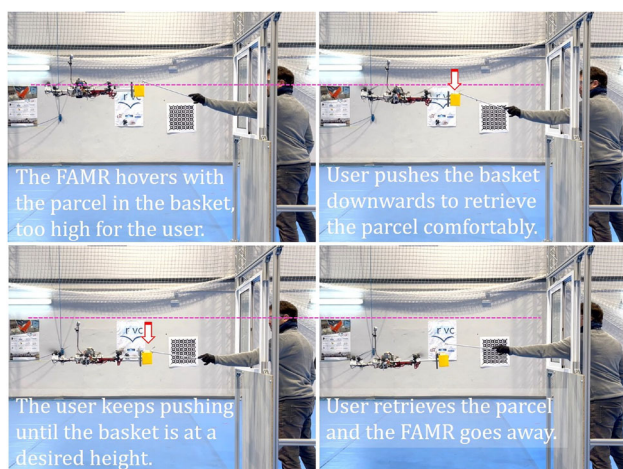 The FAMR hovers with
the parcel in the basket,
too high for the user.
User pushes the basket
downwards to retrieve
the parcel comfortably.
r vc
The user keeps pushing
until the basket is at a
desired height.
r vc
User retrieves the parcel
and the FAMR goes away.